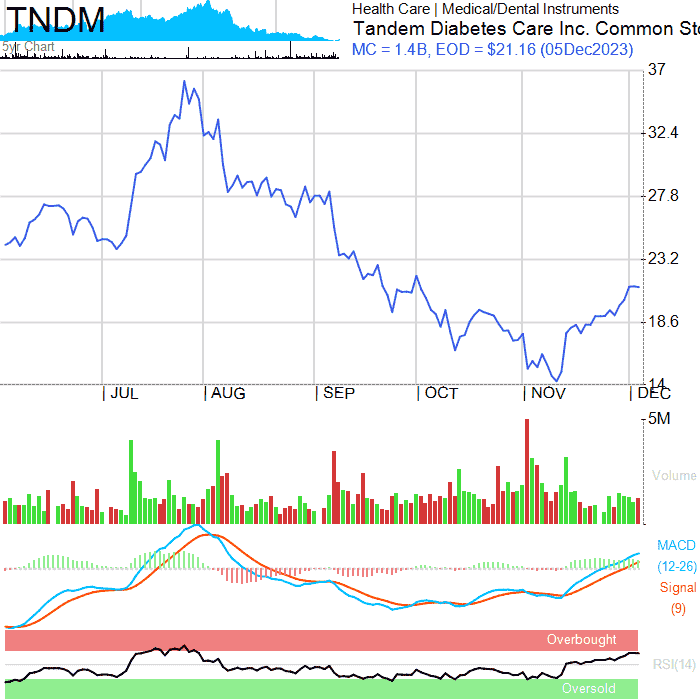 TNDM
5yr Chart
Health Care | Medical/Dental Instruments
Tandem Diabetes Care Inc. Common Sto
MC = 1.4B, EOD = $21.16 (05Dec2023)
37
32.4
27.8
23.2
18.6
14
| JUL | AUG | SEP | OCT | NOV | DEC
5M
Volume
MACD
(12-26)
Signal
(9)
Overbought
RSI(14)
Oversold